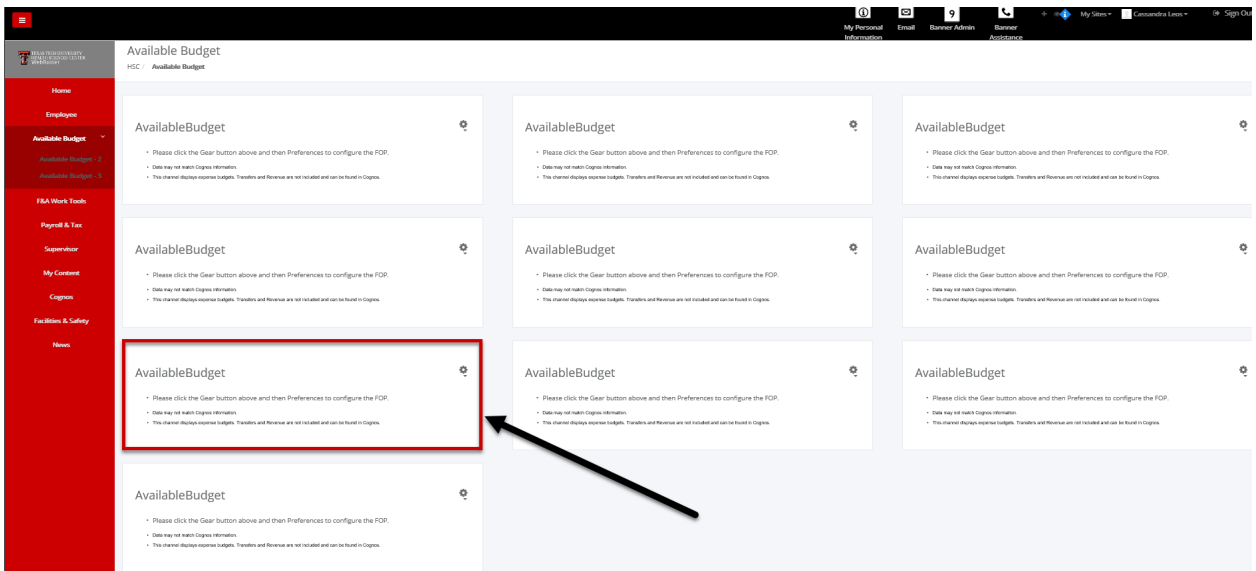 My Personal Information
Email
9
Banner Admin
Banner Assistance
My Sites
Cassandra Leos
Sign Out
TEXAS TECH UNIVERSITY
HEALTH SCIENCES CENTER
WebRaider
Available Budget
HSC / Available Budget
Home
Employee
Available Budget
Available Budget - 2
Available Budget - 3
F&A Work Tools
Payroll & Tax
Supervisor
My Content
Cognos
Facilities & Safety
News
AvailableBudget
Please click the Gear button above and then Preferences to configure the FOP.
Data may not match Cognos information.
This channel displays expense budgets. Transfers and Revenue are not included and can be found in Cognos.
AvailableBudget
Please click the Gear button above and then Preferences to configure the FOP.
Data may not match Cognos information.
This channel displays expense budgets. Transfers and Revenue are not included and can be found in Cognos.
AvailableBudget
Please click the Gear button above and then Preferences to configure the FOP.
Data may not match Cognos information.
This channel displays expense budgets. Transfers and Revenue are not included and can be found in Cognos.
AvailableBudget
Please click the Gear button above and then Preferences to configure the FOP.
Data may not match Cognos information.
This channel displays expense budgets. Transfers and Revenue are not included and can be found in Cognos.
AvailableBudget
Please click the Gear button above and then Preferences to configure the FOP.
Data may not match Cognos information.
This channel displays expense budgets. Transfers and Revenue are not included and can be found in Cognos.
AvailableBudget
Please click the Gear button above and then Preferences to configure the FOP.
Data may not match Cognos information.
This channel displays expense budgets. Transfers and Revenue are not included and can be found in Cognos.
AvailableBudget
Please click the Gear button above and then Preferences to configure the FOP.
Data may not match Cognos information.
This channel displays expense budgets. Transfers and Revenue are not included and can be found in Cognos.
AvailableBudget
Please click the Gear button above and then Preferences to configure the FOP.
Data may not match Cognos information.
This channel displays expense budgets. Transfers and Revenue are not included and can be found in Cognos.
AvailableBudget
Please click the Gear button above and then Preferences to configure the FOP.
Data may not match Cognos information.
This channel displays expense budgets. Transfers and Revenue are not included and can be found in Cognos.
AvailableBudget
Please click the Gear button above and then Preferences to configure the FOP.
Data may not match Cognos information.
This channel displays expense budgets. Transfers and Revenue are not included and can be found in Cognos.